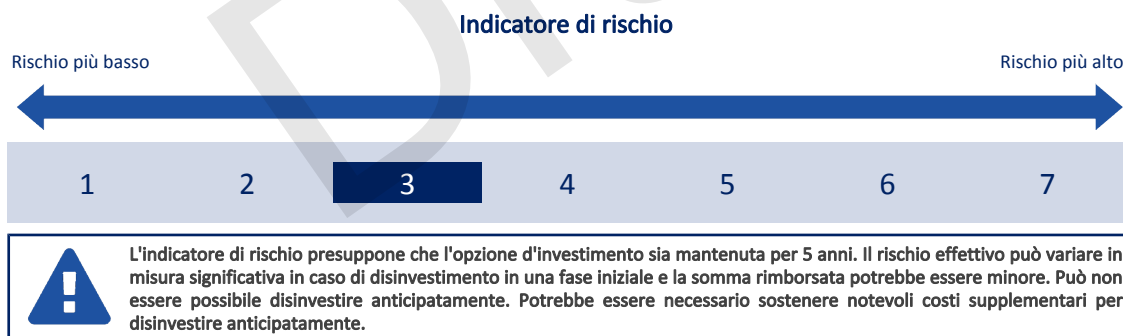 Indicatore di rischio
Rischio più basso Rischio più alto
1 2 3 4 5 6 7
L'indicatore di rischio presuppone che l'opzione d'investimento sia mantenuta per 5 anni. Il rischio effettivo può variare in
misura significativa in caso di disinvestimento in una fase iniziale e la somma rimborsata potrebbe essere minore. Può non
essere possibile disinvestire anticipatamente. Potrebbe essere necessario sostenere notevoli costi supplementari per
disinvestire anticipatamente.